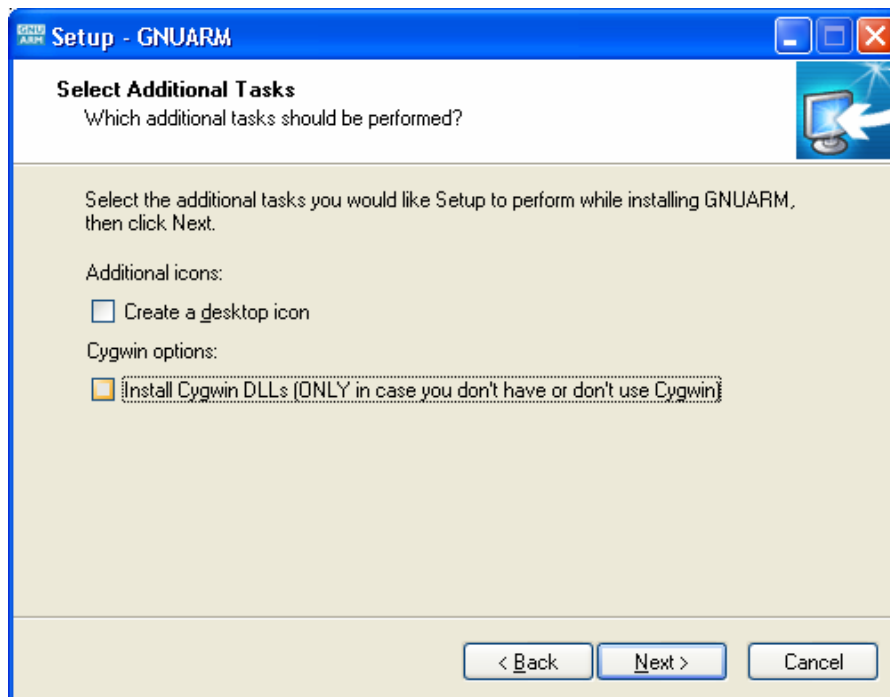 GNU
ARM
Setup - GNUARM
Select Additional Tasks
Which additional tasks should be performed?
Select the additional tasks you would like Setup to perform while installing GNUARM,
then click Next.
Additional icons:
Create a desktop icon
Cygwin options:
Install Cygwin DLLs (ONLY in case you don't have or don't use Cygwin)
< Back
Next >
Cancel